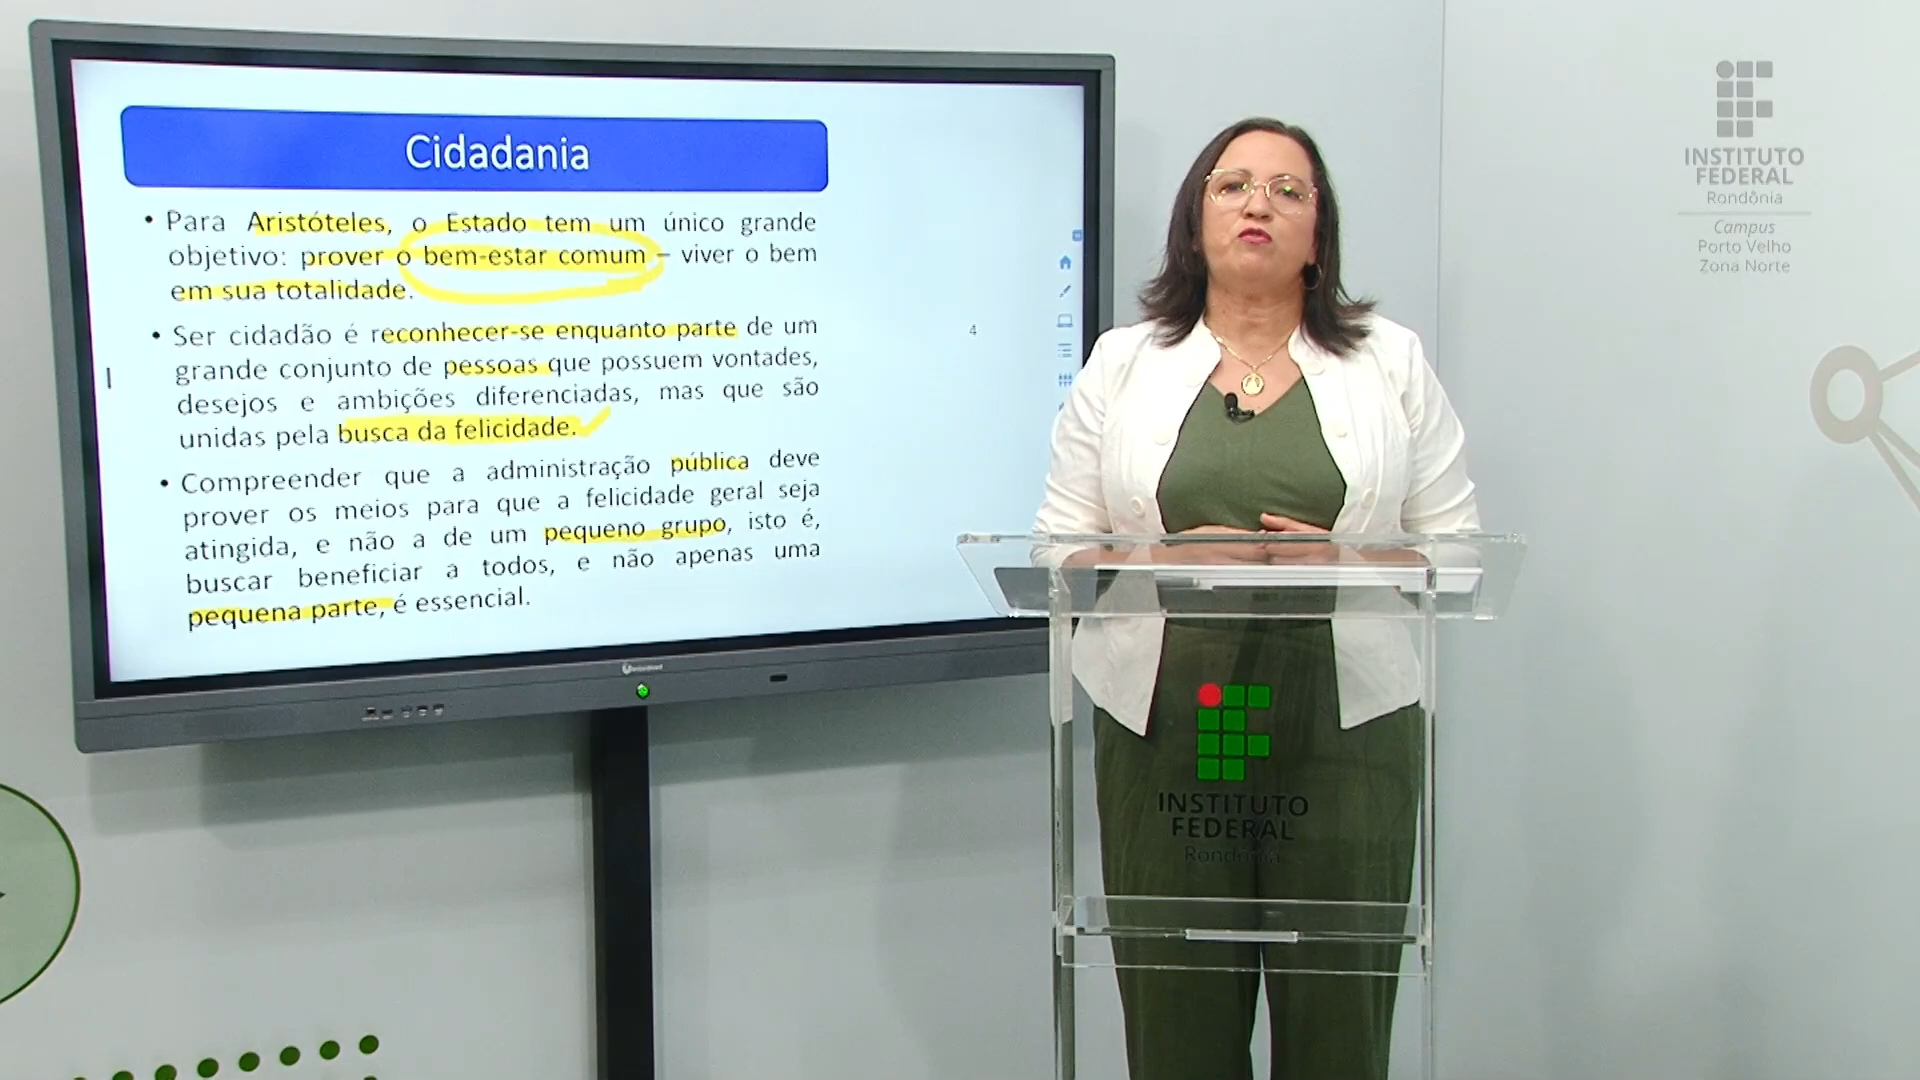 Cidadania
• Para Aristóteles, o Estado tem um único grande
objetivo: prover o bem-estar comum – viver o bem
em sua totalidade.
• Ser cidadão é reconhecer-se enquanto parte de um
grande conjunto de pessoas que possuem vontades,
desejos e ambições diferenciadas, mas que são
unidas pela busca da felicidade.
• Compreender que a administração pública deve
prover os meios para que a felicidade geral seja
atingida, e não a de um pequeno grupo, isto é,
buscar beneficiar a todos, e não apenas uma
pequena parte, é essencial.
4
INSTITUTO
FEDERAL
Rondônia
Campus
Porto Velho
Zona Norte
INSTITUTO
FEDERAL
Rondônia